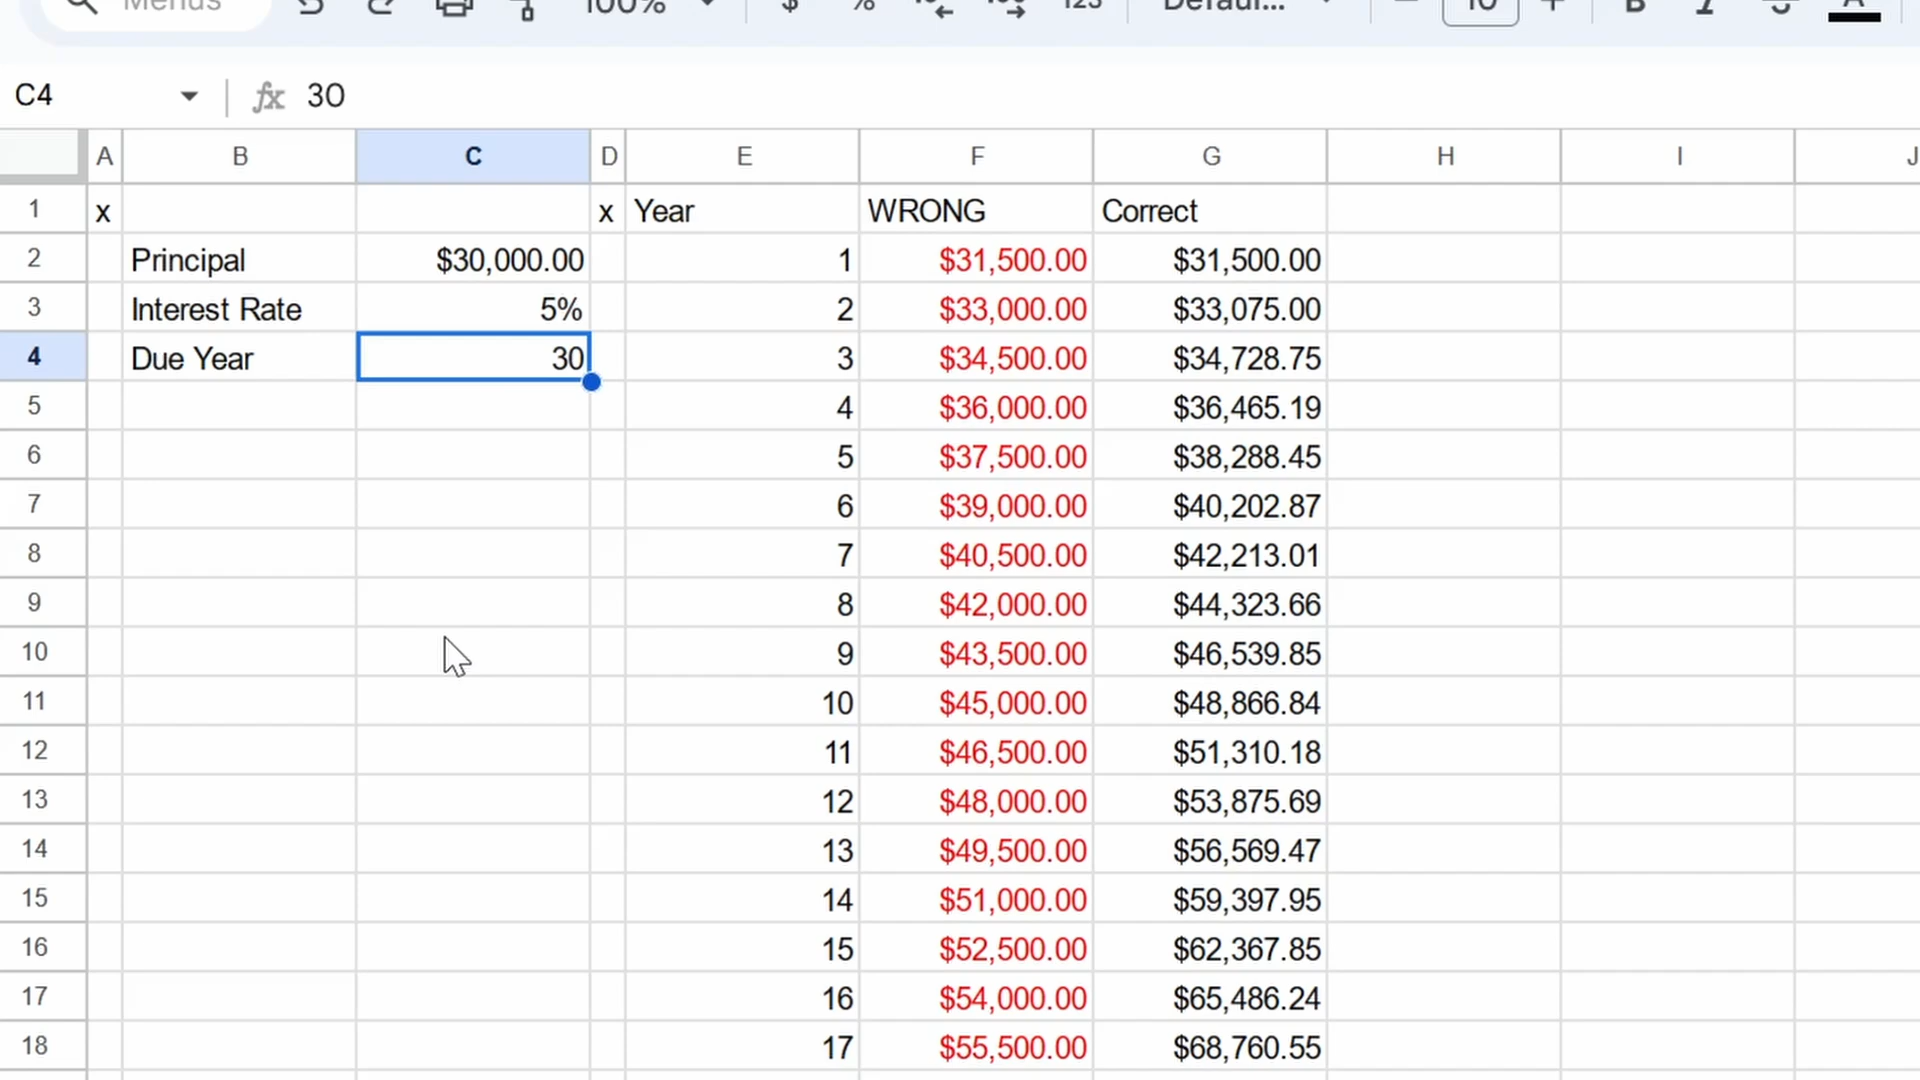 Menus 100% $ % 123 Defaul... 10 B I A
C4 fx 30
A B C D E F G H I J
1 x x Year WRONG Correct
2 Principal $30,000.00 1 $31,500.00 $31,500.00
3 Interest Rate 5% 2 $33,000.00 $33,075.00
4 Due Year 30 3 $34,500.00 $34,728.75
5 4 $36,000.00 $36,465.19
6 5 $37,500.00 $38,288.45
7 6 $39,000.00 $40,202.87
8 7 $40,500.00 $42,213.01
9 8 $42,000.00 $44,323.66
10 9 $43,500.00 $46,539.85
11 10 $45,000.00 $48,866.84
12 11 $46,500.00 $51,310.18
13 12 $48,000.00 $53,875.69
14 13 $49,500.00 $56,569.47
15 14 $51,000.00 $59,397.95
16 15 $52,500.00 $62,367.85
17 16 $54,000.00 $65,486.24
18 17 $55,500.00 $68,760.55